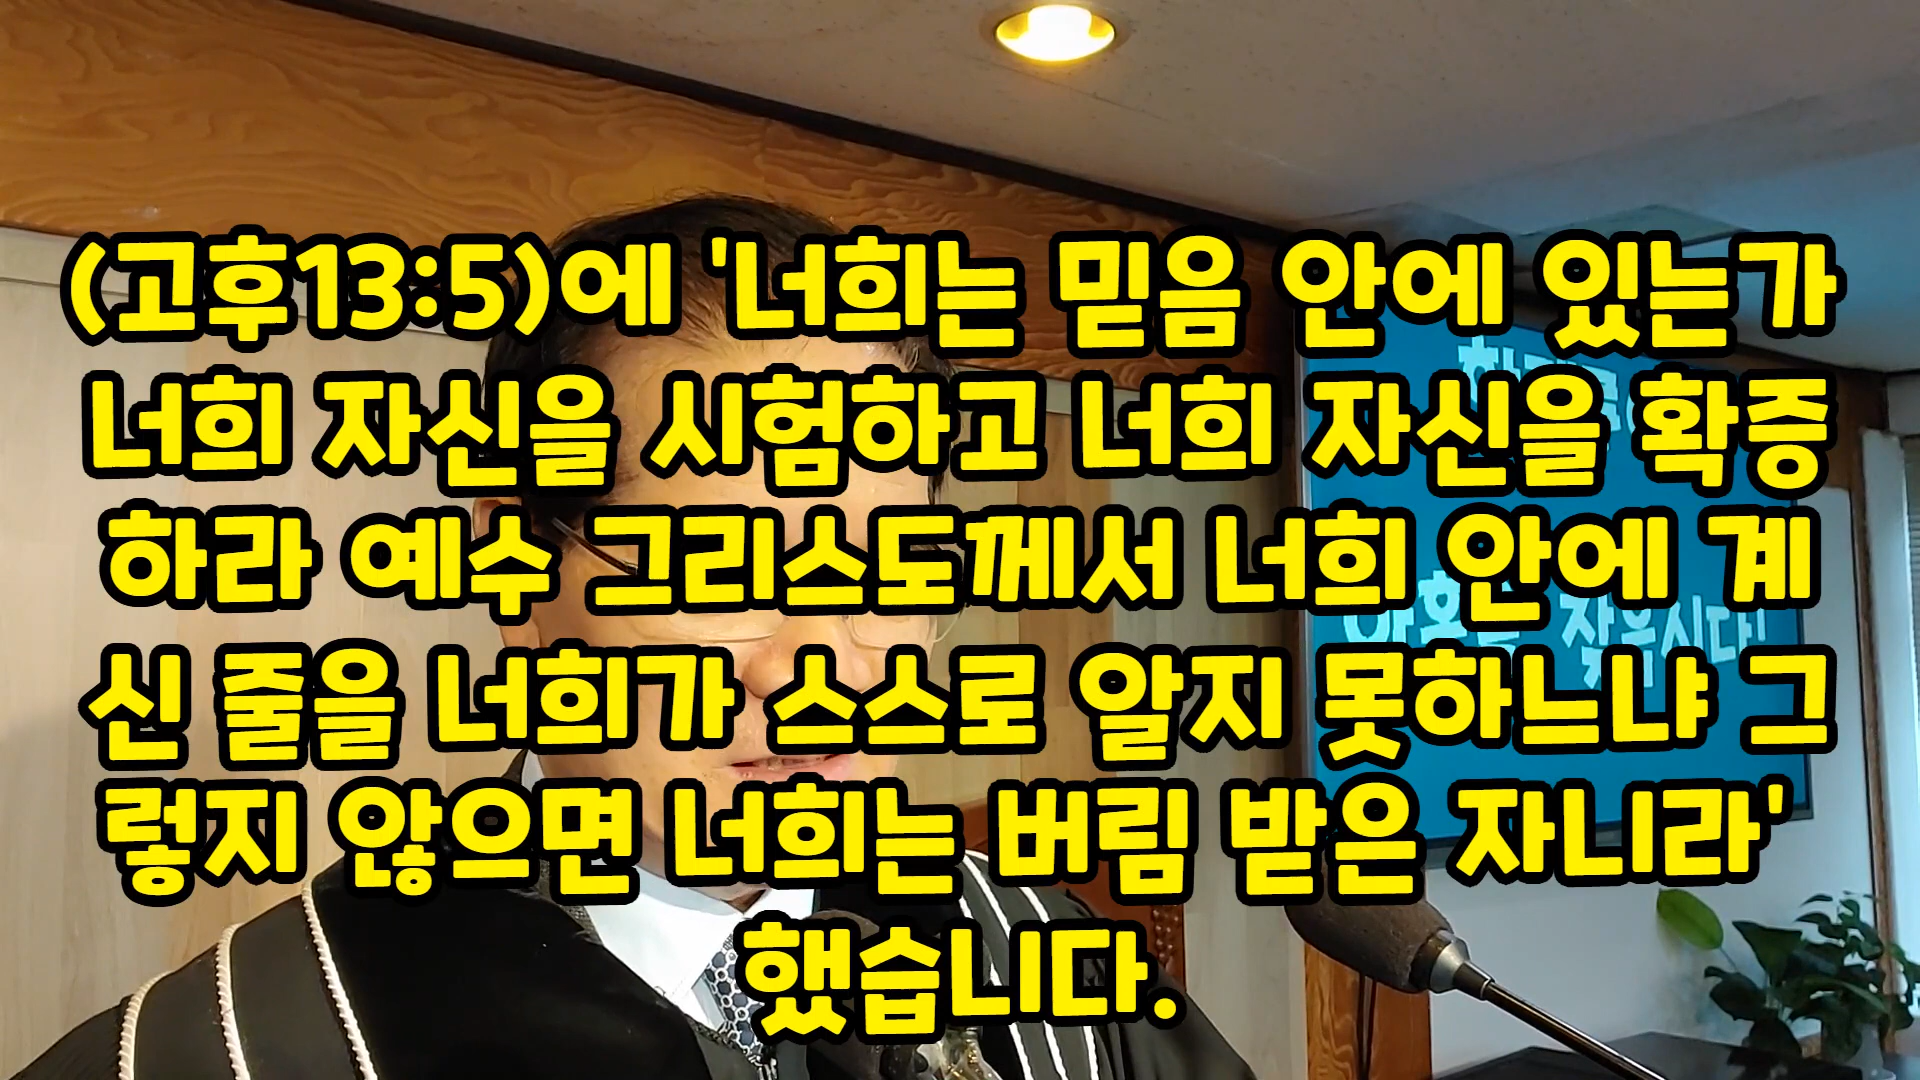 (고후13:5)에 '너희는 믿음 안에 있는가
너희 자신을 시험하고 너희 자신을 확증
하라 예수 그리스도께서 너희 안에 계
신 줄을 너희가 스스로 알지 못하느냐 그
렇지 않으면 너희는 버림 받은 자니라'
했습니다.